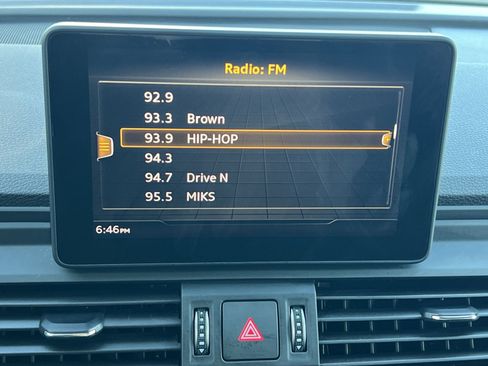 Radio: FM
92.9
93.3 Brown
93.9 HIP-HOP
94.3
94.7 Drive N
95.5 MIKS
6:46PM